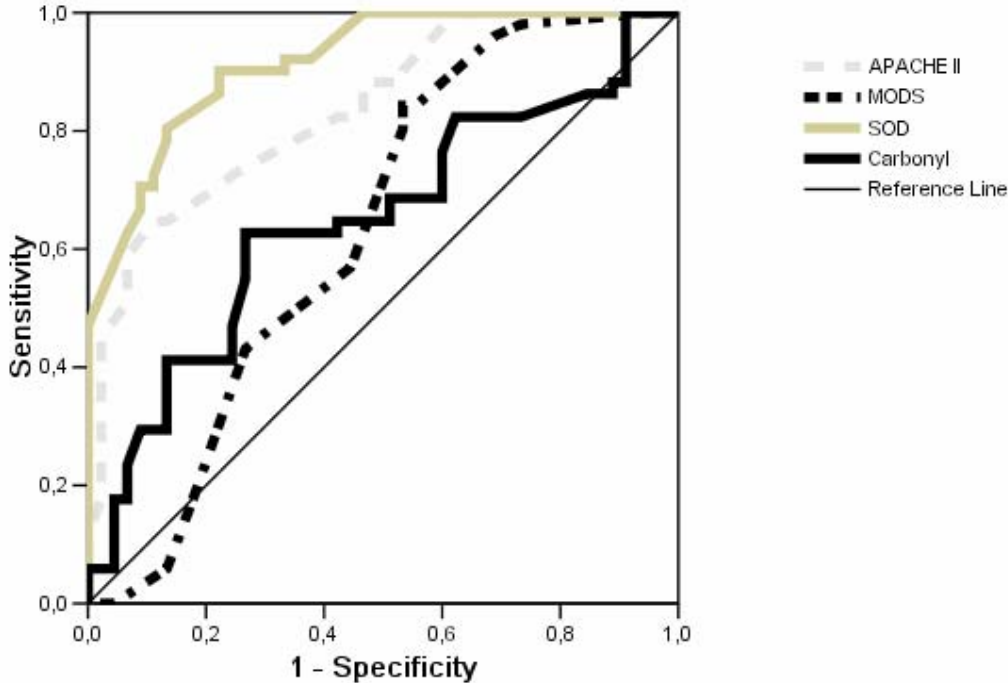 1,0
0,8
0,6
0,4
0,2
0,0
Sensitivity
0,0 0,2 0,4 0,6 0,8 1,0
1 - Specificity
APACHE II
MODS
SOD
Carbonyl
Reference Line